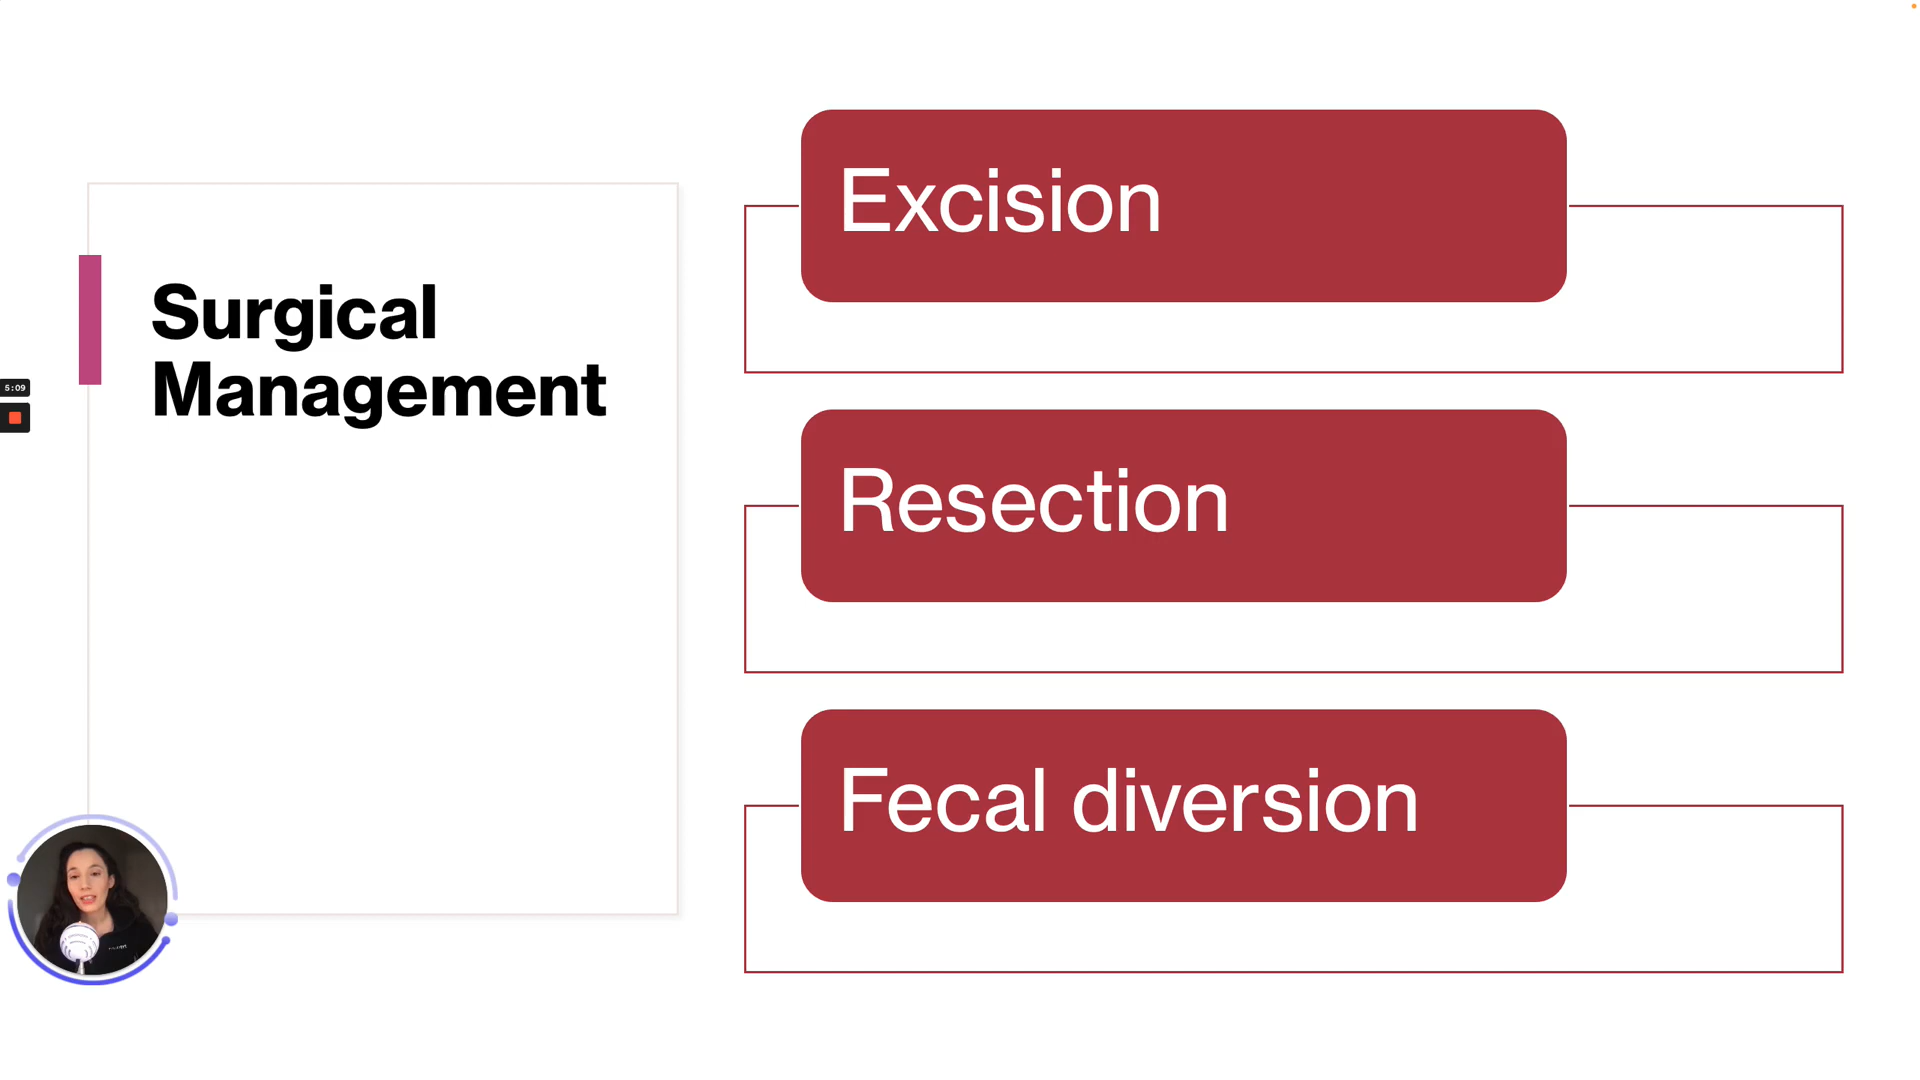 Surgical
Management
Excision
Resection
Fecal diversion
5:09